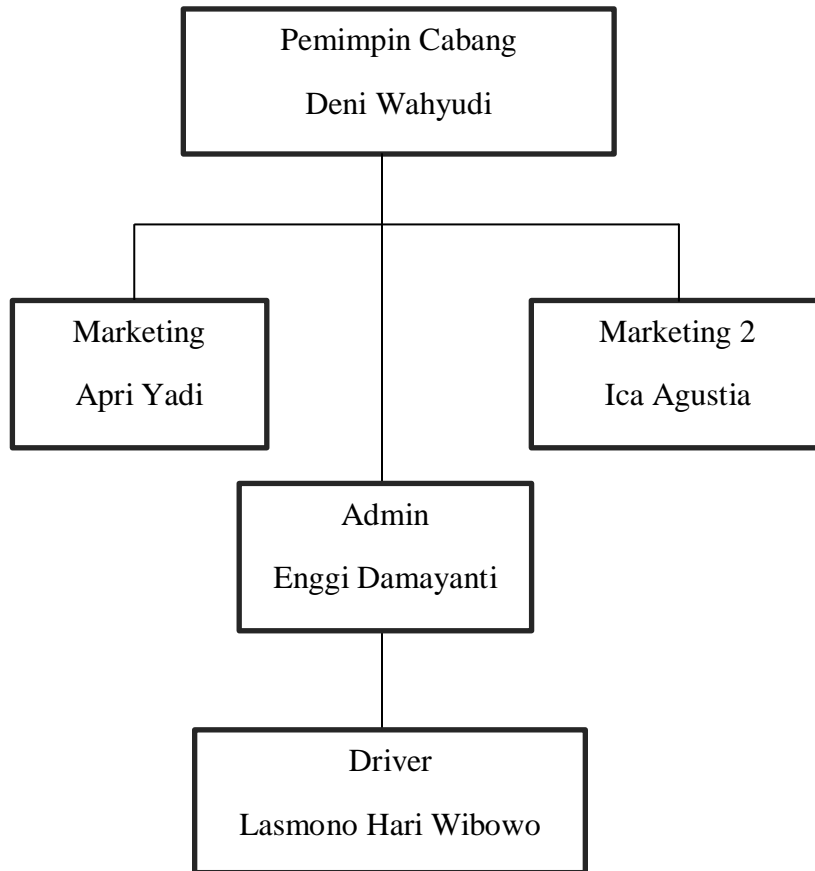 Pemimpin Cabang
Deni Wahyudi
Marketing
Apri Yadi
Marketing 2
Ica Agustia
Admin
Enggi Damayanti
Driver
Lasmono Hari Wibowo